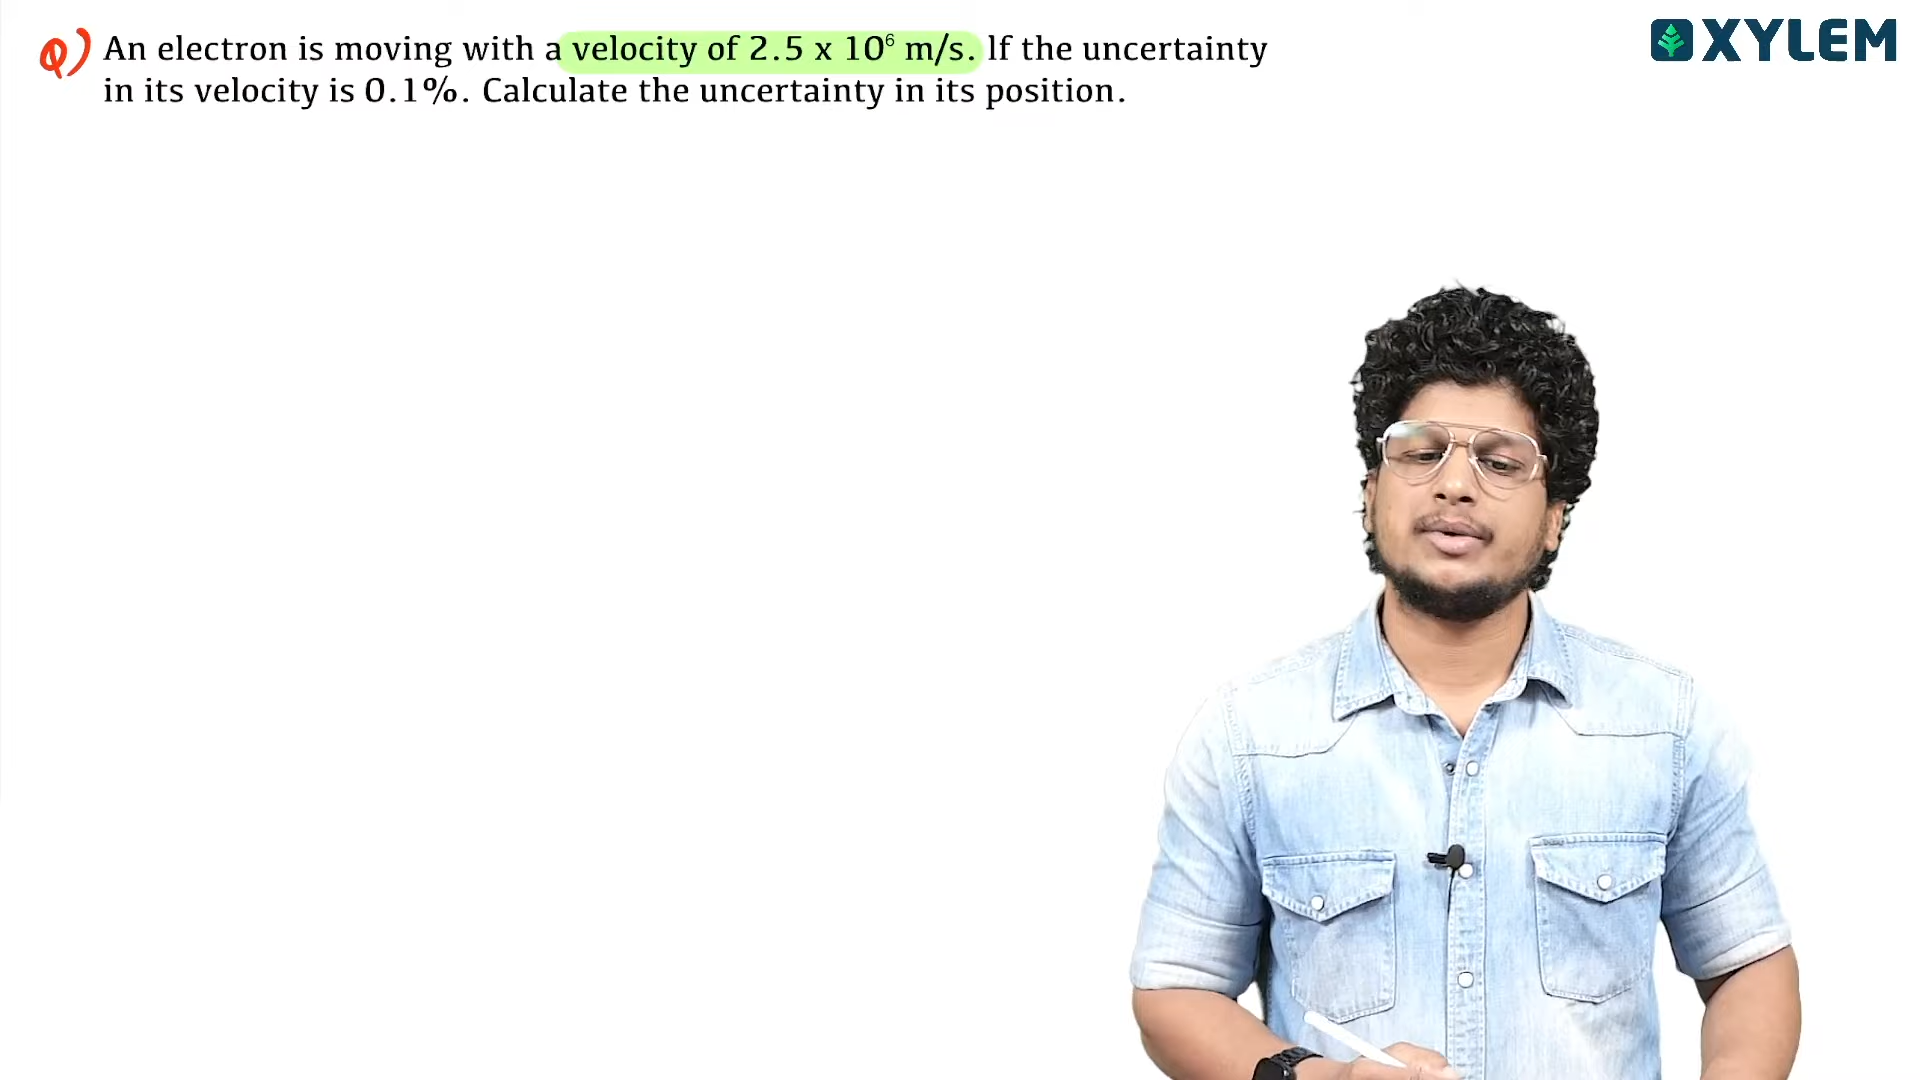 Q) An electron is moving with a velocity of 2.5 x 10⁶ m/s. If the uncertainty
in its velocity is 0.1%. Calculate the uncertainty in its position.
XYLEM